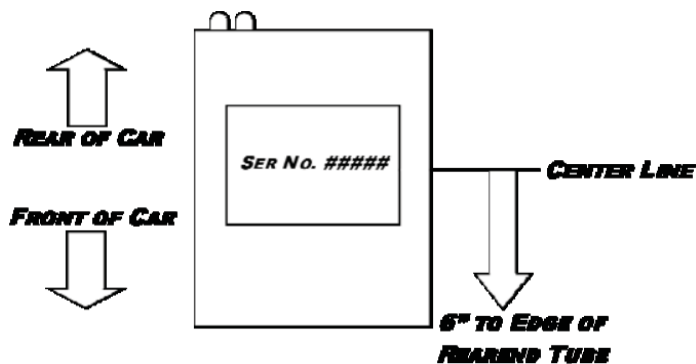 REAR OF CAR
SER NO. #####
CENTER LINE
FRONT OF CAR
6" TO EDGE OF
REAREND TUBE